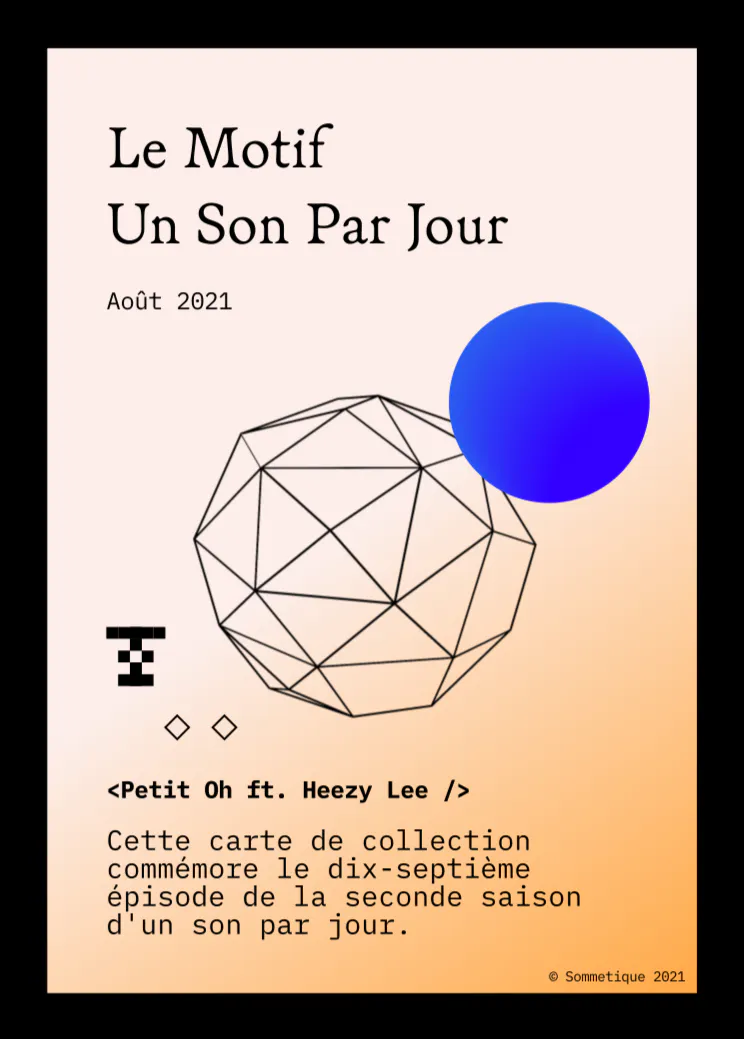 Le Motif
Un Son Par Jour
Août 2021
<Petit Oh ft. Heezy Lee />
Cette carte de collection
commémore le dix-septième
épisode de la seconde saison
d'un son par jour.
© Sommetique 2021